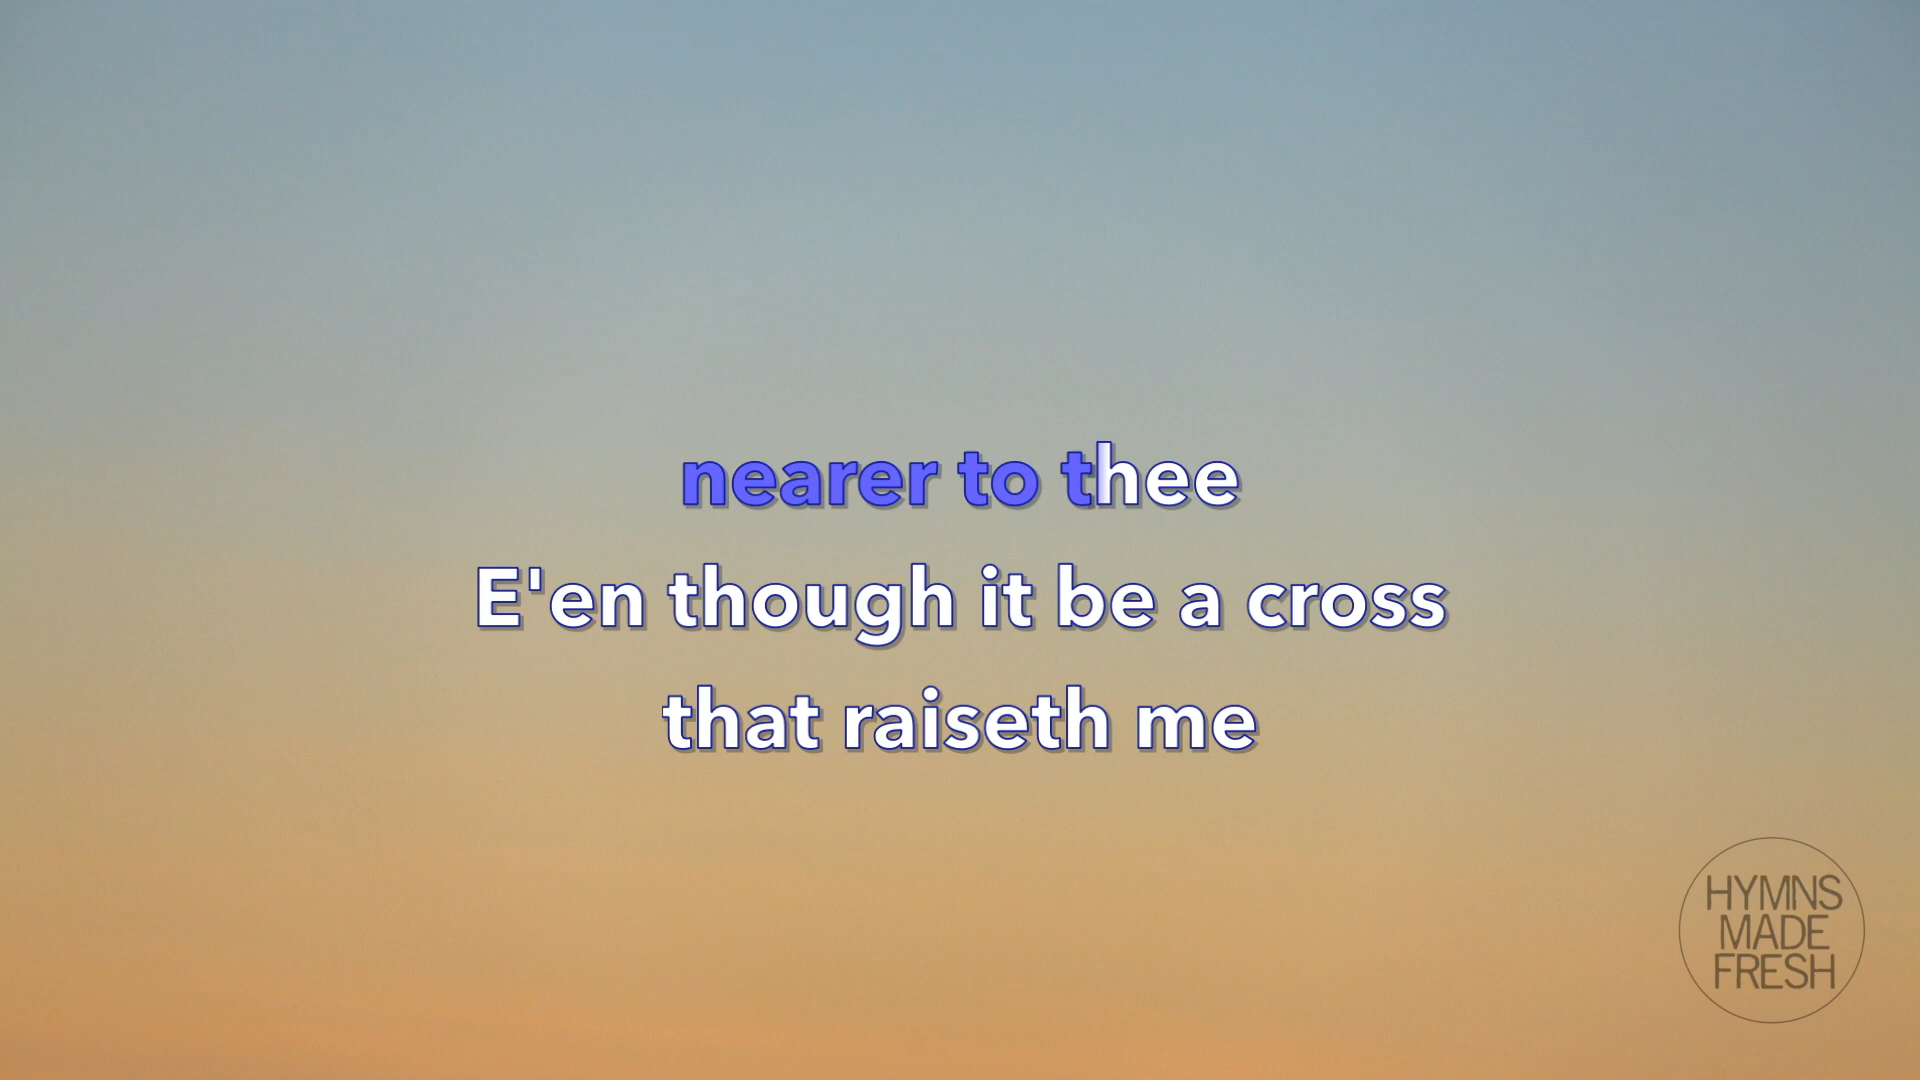 nearer to thee
E'en though it be a cross
that raiseth me
HYMNS
MADE
FRESH